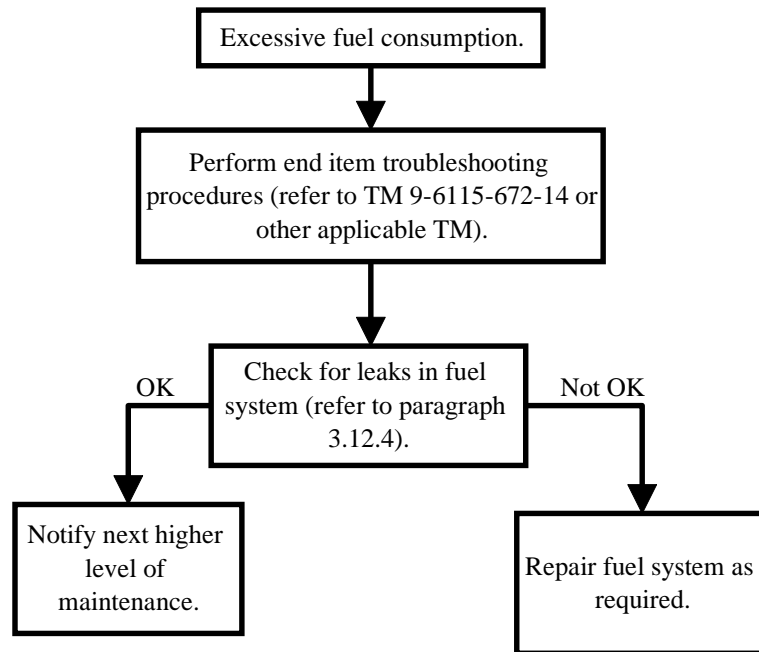 Excessive fuel consumption.
Perform end item troubleshooting
procedures (refer to TM 9-6115-672-14 or
other applicable TM).
Check for leaks in fuel
system (refer to paragraph
3.12.4).
OK
Not OK
Notify next higher
level of
maintenance.
Repair fuel system as
required.